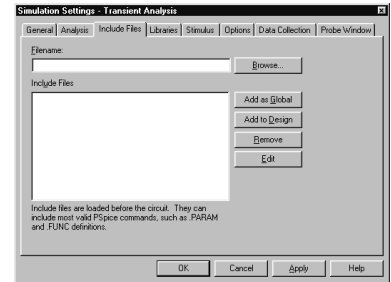 Simulation Settings - Transient Analysis
General Analysis Include Files Libraries Stimulus Options Data Collection Probe Window
Filename:
Browse...
Include Files
Add as Global
Add to Design
Remove
Edit
Include files are loaded before the circuit. They can
include most valid PSpice commands, such as .PARAM
and .FUNC definitions.
OK Cancel Apply Help